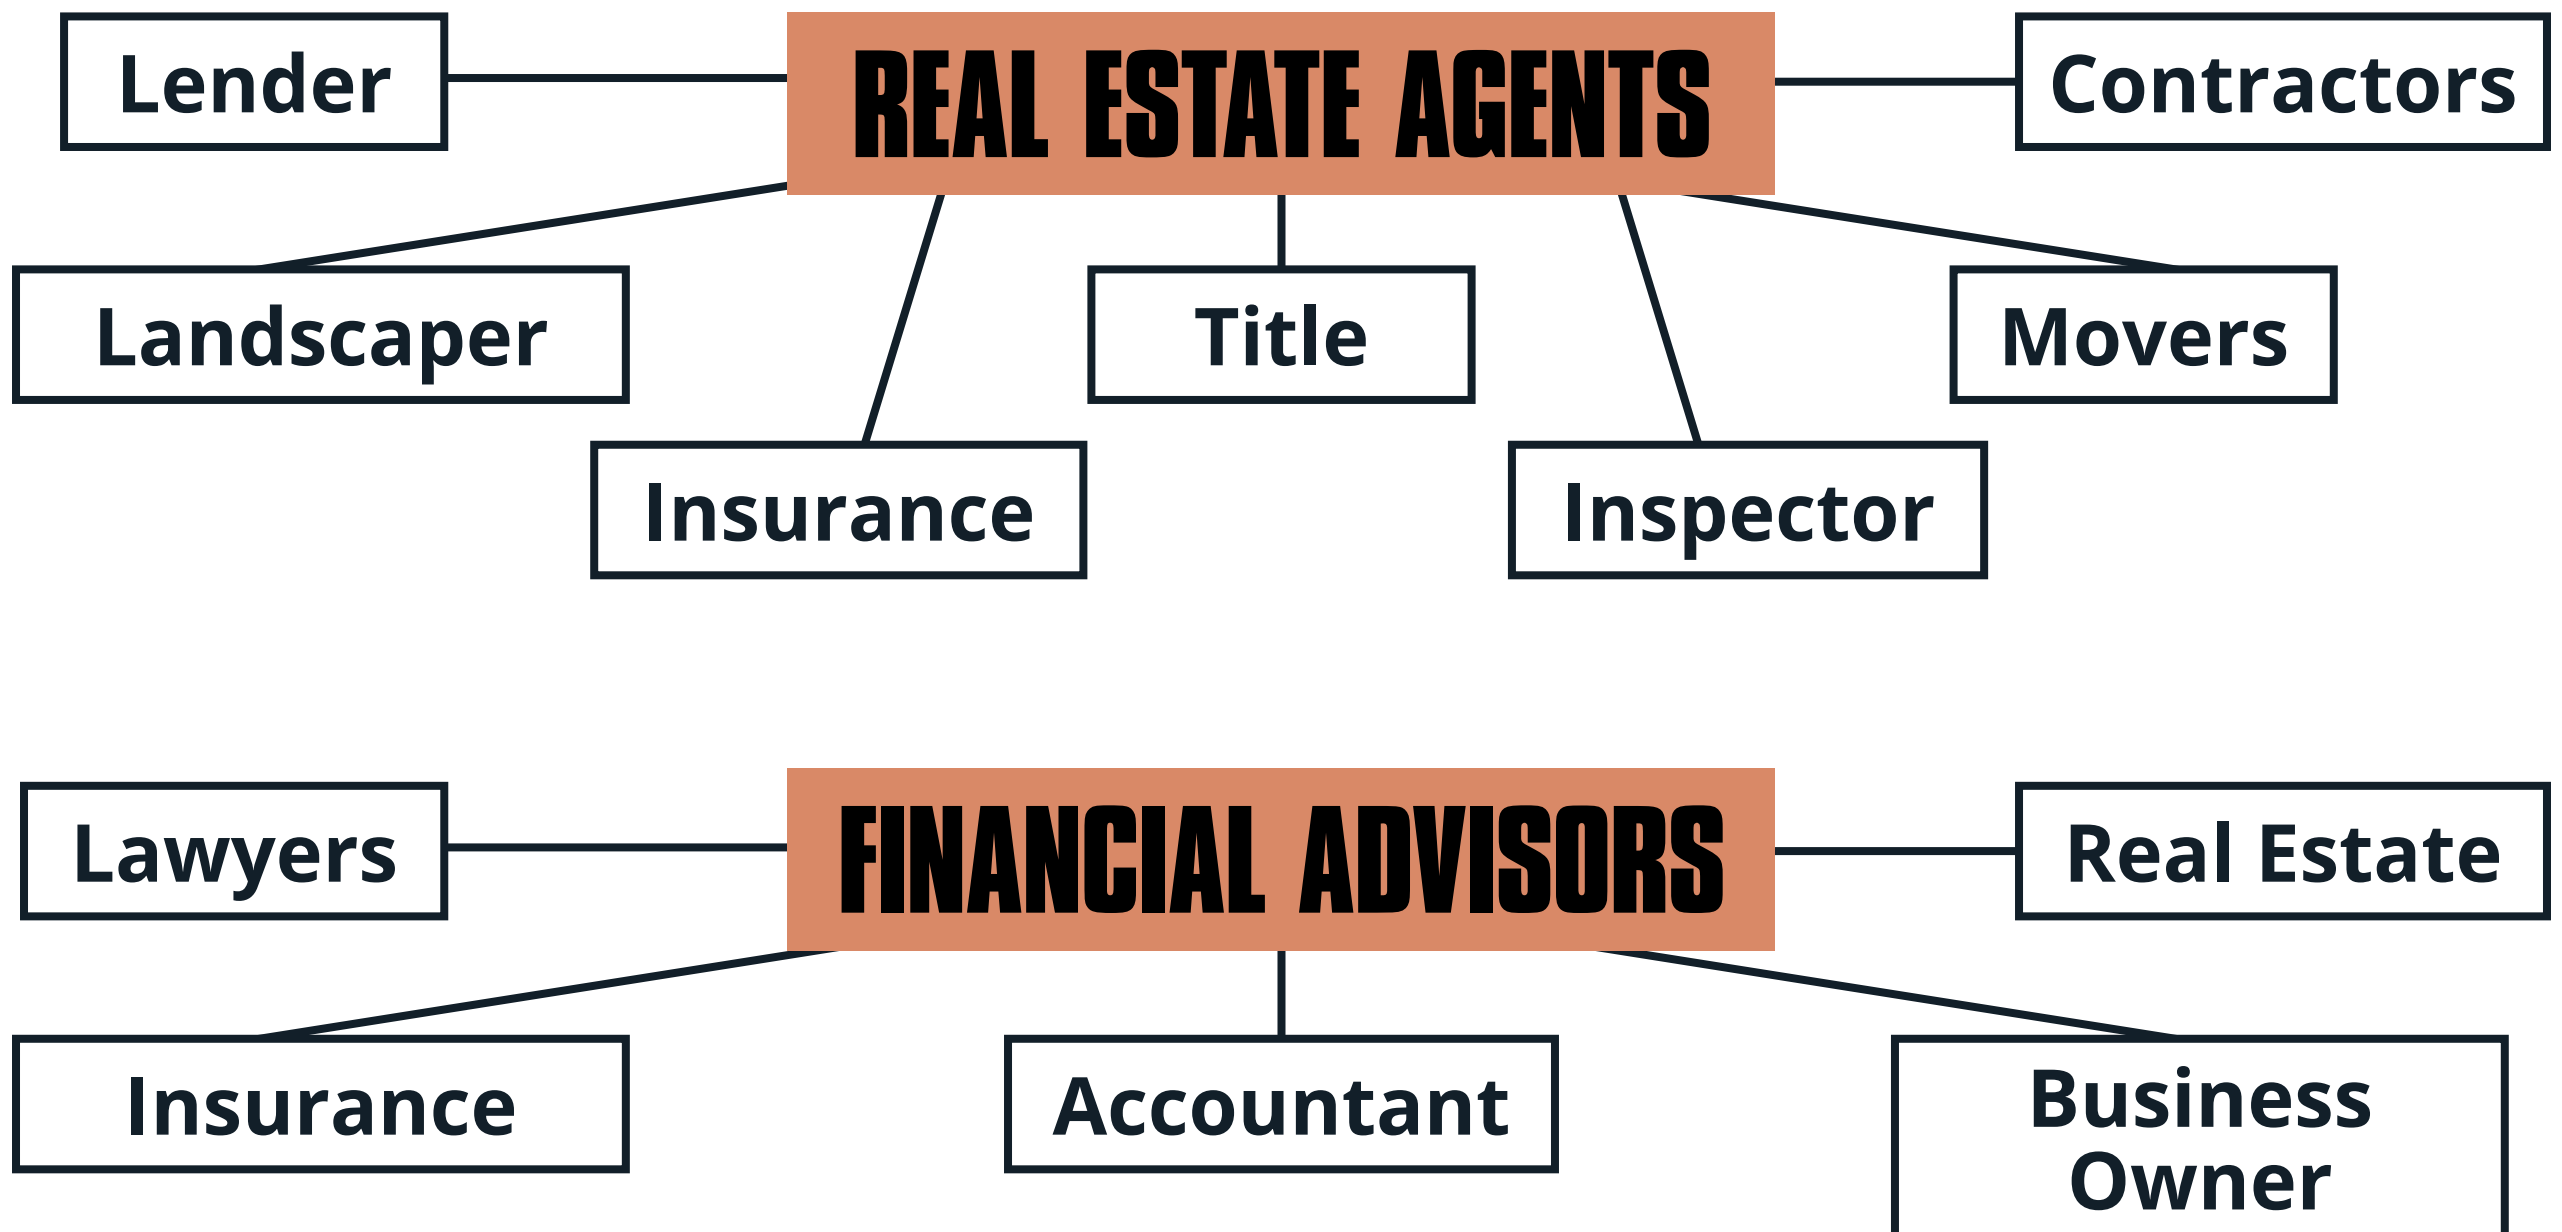 Lender
REAL ESTATE AGENTS
Contractors
Landscaper
Title
Movers
Insurance
Inspector
Lawyers
FINANCIAL ADVISORS
Real Estate
Insurance
Accountant
Business
Owner